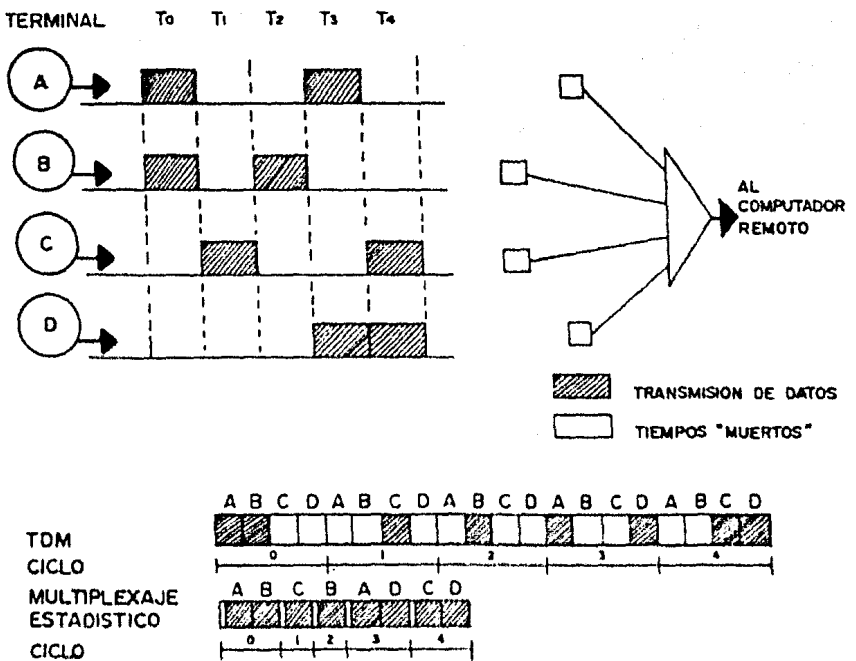 TERMINAL T0 T1 T2 T3 T4
A
B
C
D
AL
COMPUTADOR
REMOTO
TRANSMISION DE DATOS
TIEMPOS "MUERTOS"
A B C D A B C D A B C D A B C D A B C D
TDM
CICLO 0 1 2 3 4
A B C B A D C D
MULTIPLEXAJE
ESTADISTICO
CICLO 0 1 2 3 4